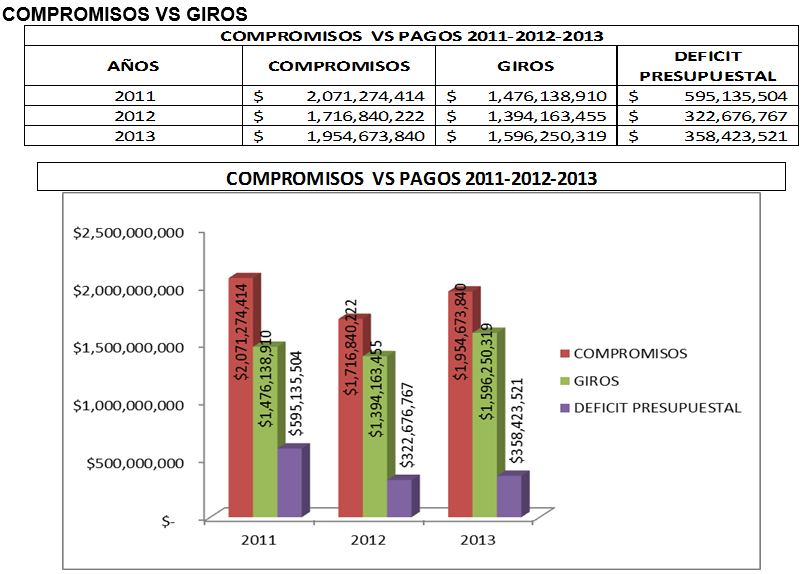 COMPROMISOS VS GIROS
COMPROMISOS VS PAGOS 2011-2012-2013
AÑOS COMPROMISOS GIROS DEFICIT PRESUPUESTAL
2011 $ 2,071,274,414 $ 1,476,138,910 $ 595,135,504
2012 $ 1,716,840,222 $ 1,394,163,455 $ 322,676,767
2013 $ 1,954,673,840 $ 1,596,250,319 $ 358,423,521
COMPROMISOS VS PAGOS 2011-2012-2013
$2,500,000,000
$2,000,000,000
$1,500,000,000
$1,000,000,000
$500,000,000
$-
$2,071,274,414
$1,476,138,910
$595,135,504
$1,716,840,222
$1,394,163,455
$322,676,767
$1,954,673,840
$1,596,250,319
$358,423,521
2011 2012 2013
COMPROMISOS
GIROS
DEFICIT PRESUPUESTAL